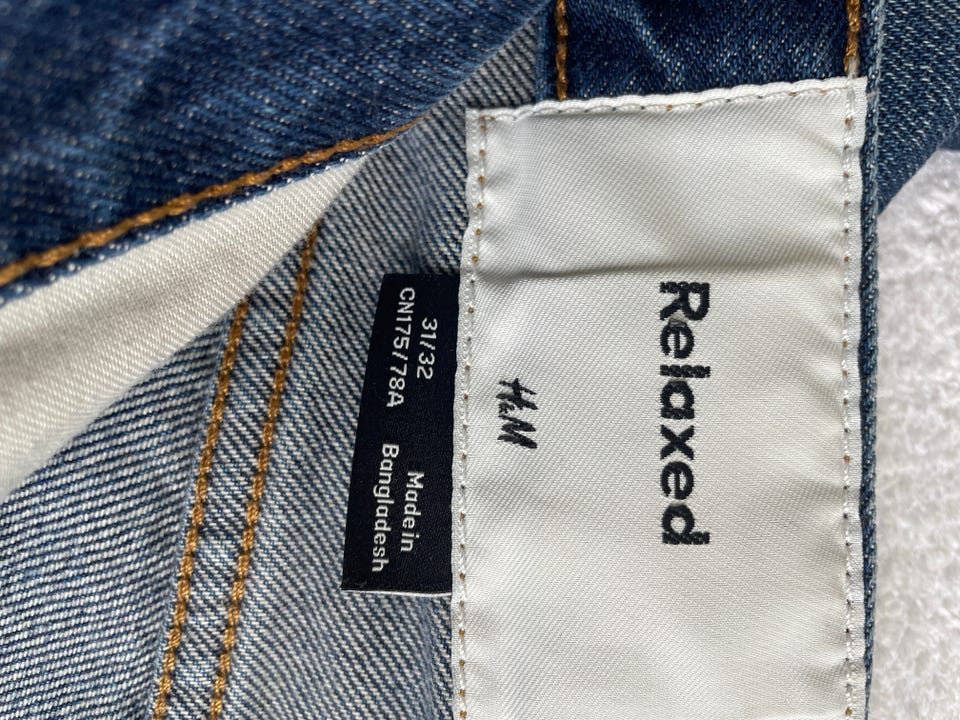 Relaxed
H&M
31/32
CN175/78A
Made in
Bangladesh